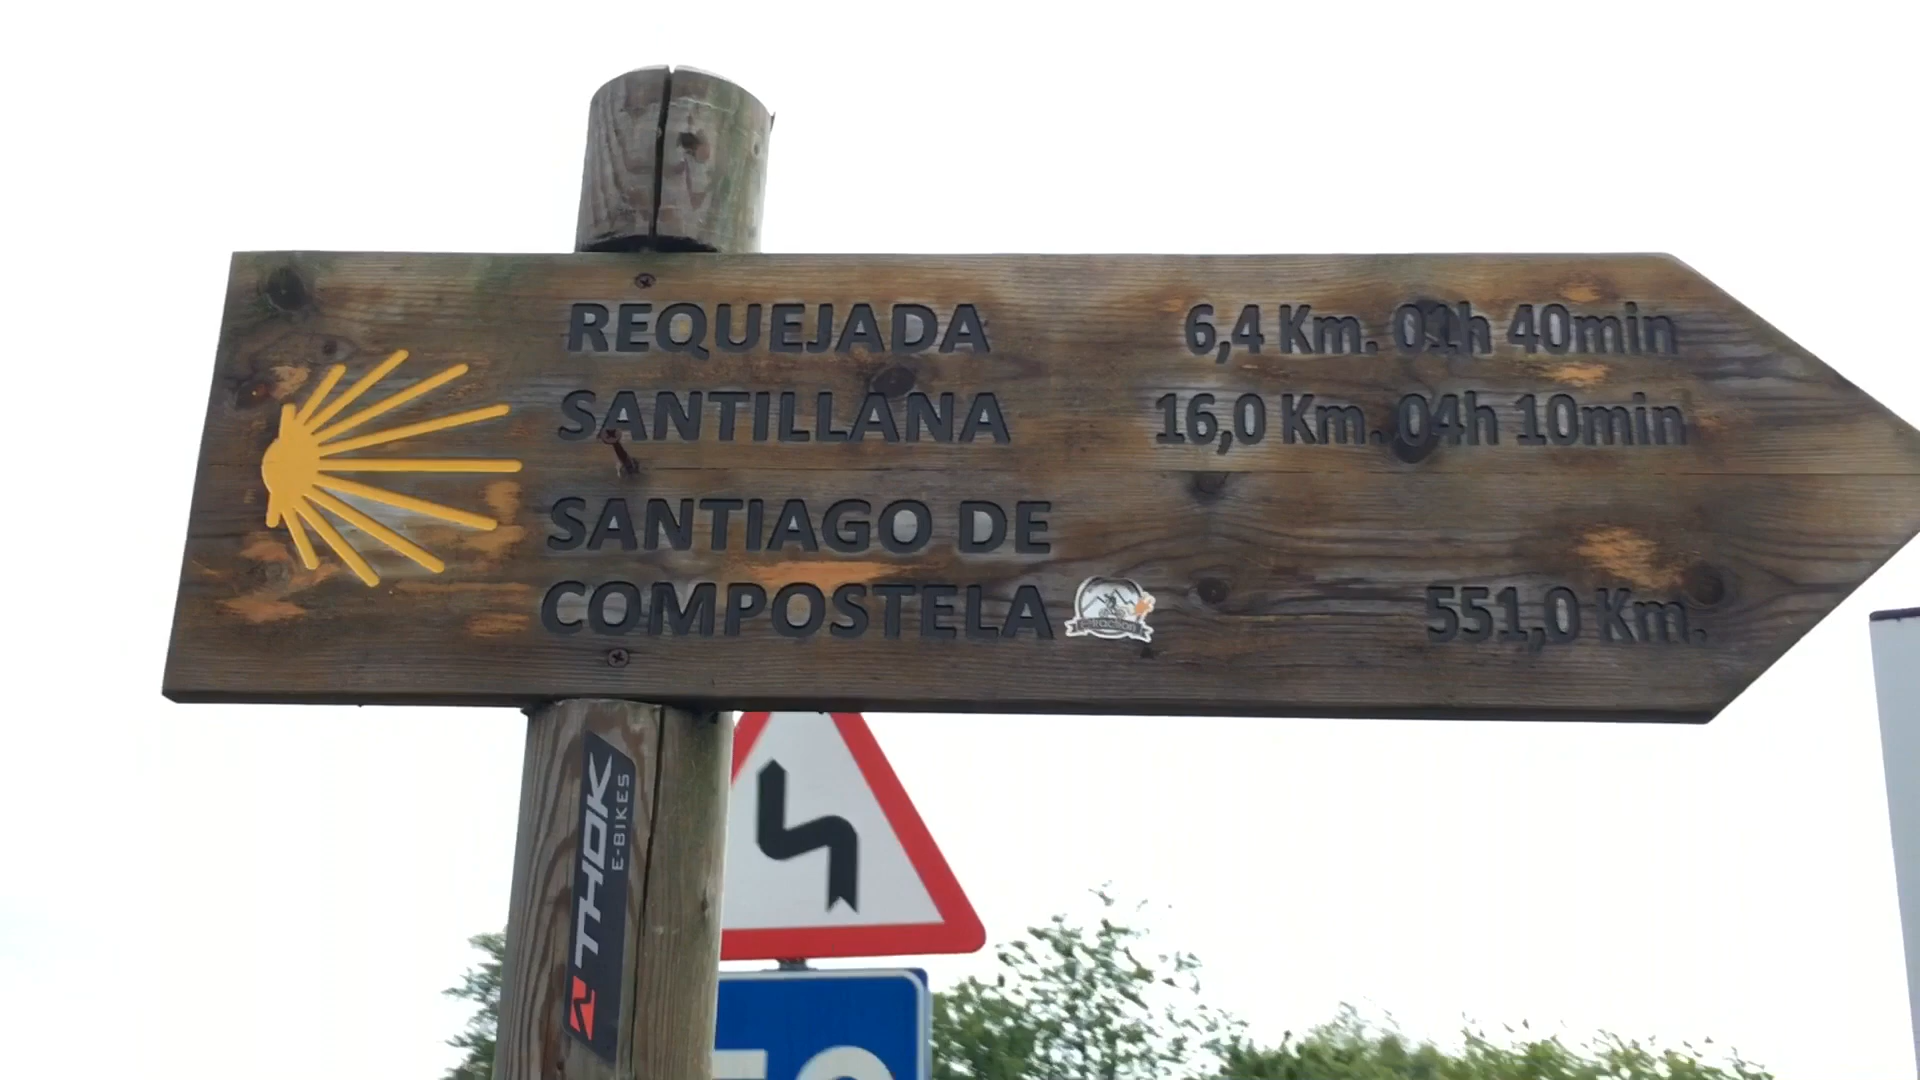 REQUEJADA 6,4 Km. 01h 40min
SANTILLANA 16,0 Km. 04h 10min
SANTIAGO DE
COMPOSTELA 551,0 Km.
THOK
E-BIKES